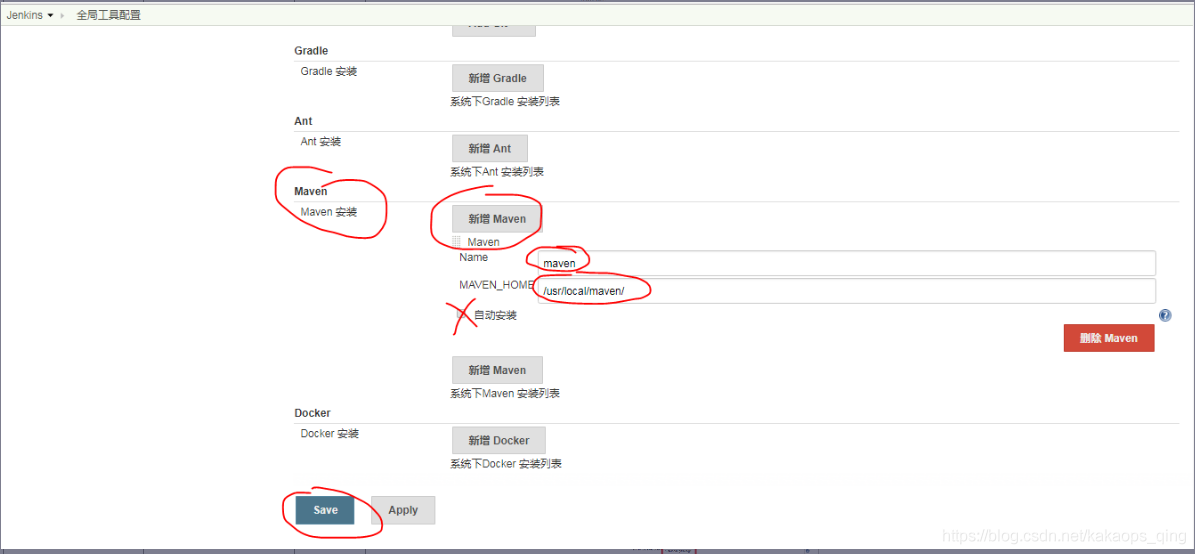 Jenkins
全局工具配置
Gradle
Gradle 安装
新增 Gradle
系统下Gradle 安装列表
Ant
Ant 安装
新增 Ant
系统下Ant 安装列表
Maven
Maven 安装
新增 Maven
Maven
Name
maven
MAVEN_HOME
/usr/local/maven/
自动安装
删除 Maven
新增 Maven
系统下Maven 安装列表
Docker
Docker 安装
新增 Docker
系统下Docker 安装列表
Save
Apply
https://blog.csdn.net/kakaops_qing